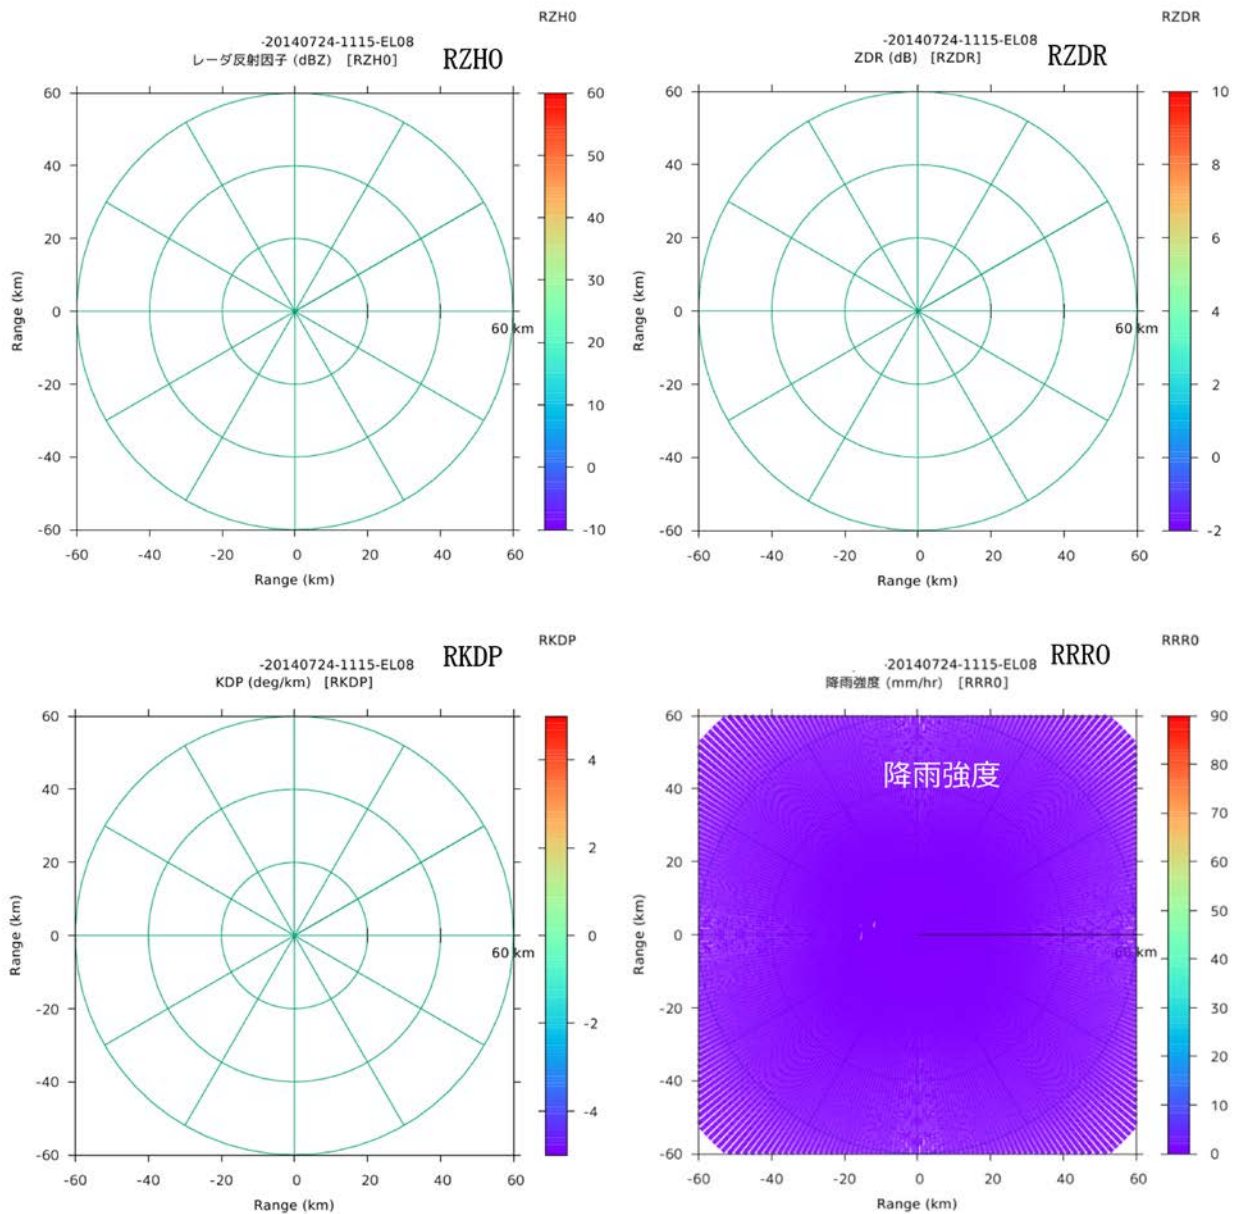 RZH0
-20140724-1115-EL08
レーダ反射因子 (dBZ) [RZH0]
RZH0
60
40
20
0
-20
-40
-60
Range (km)
60 km
-60 -40 -20 0 20 40 60
Range (km)
60
50
40
30
20
10
0
-10
RZDR
-20140724-1115-EL08
ZDR (dB) [RZDR]
RZDR
60
40
20
0
-20
-40
-60
Range (km)
60 km
-60 -40 -20 0 20 40 60
Range (km)
10
8
6
4
2
0
-2
RKDP
-20140724-1115-EL08
KDP (deg/km) [RKDP]
RKDP
60
40
20
0
-20
-40
-60
Range (km)
60 km
-60 -40 -20 0 20 40 60
Range (km)
4
2
0
-2
-4
RRR0
-20140724-1115-EL08
降雨強度 (mm/hr) [RRR0]
RRR0
降雨強度
60
40
20
0
-20
-40
-60
Range (km)
60 km
-60 -40 -20 0 20 40 60
Range (km)
90
80
70
60
50
40
30
20
10
0